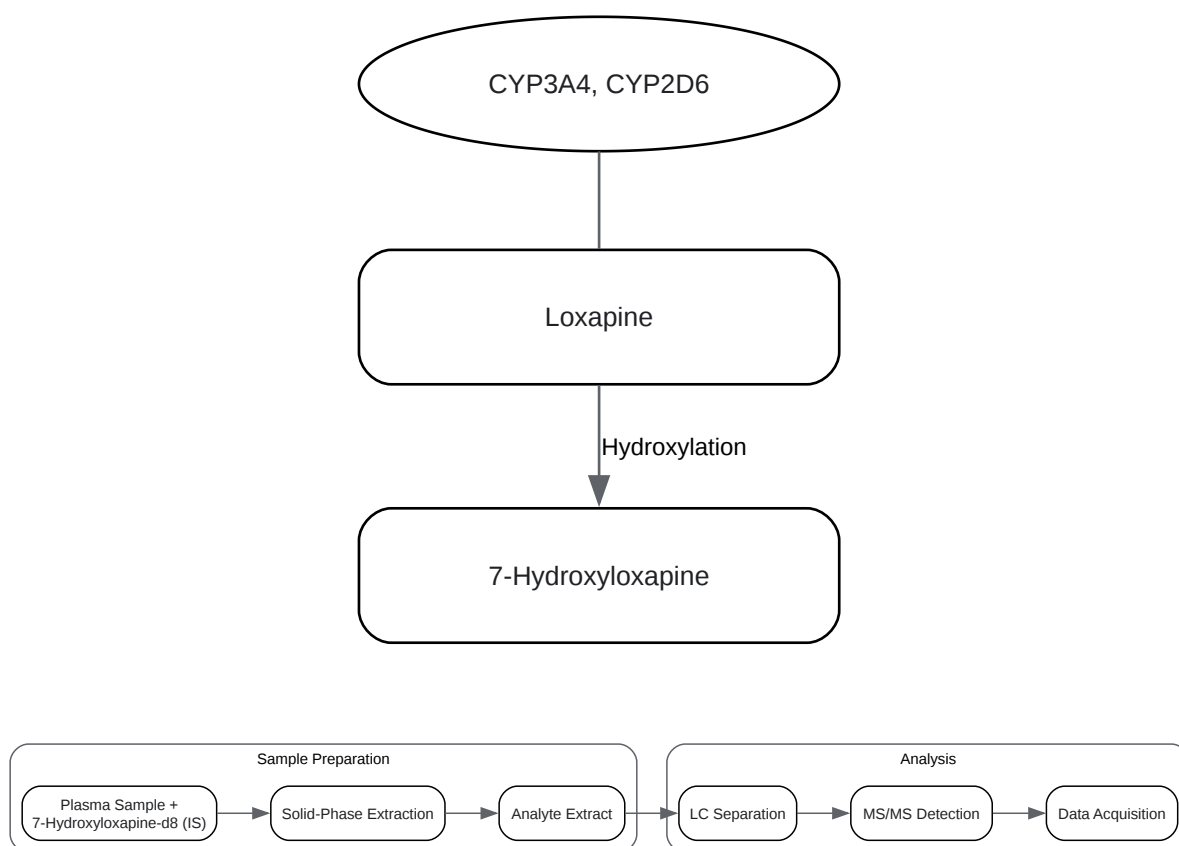 CYP3A4, CYP2D6
Loxapine
Hydroxylation
7-Hydroxyloxapine
Sample Preparation
Plasma Sample +
7-Hydroxyloxapine-d8 (IS)
Solid-Phase Extraction
Analyte Extract
Analysis
LC Separation
MS/MS Detection
Data Acquisition